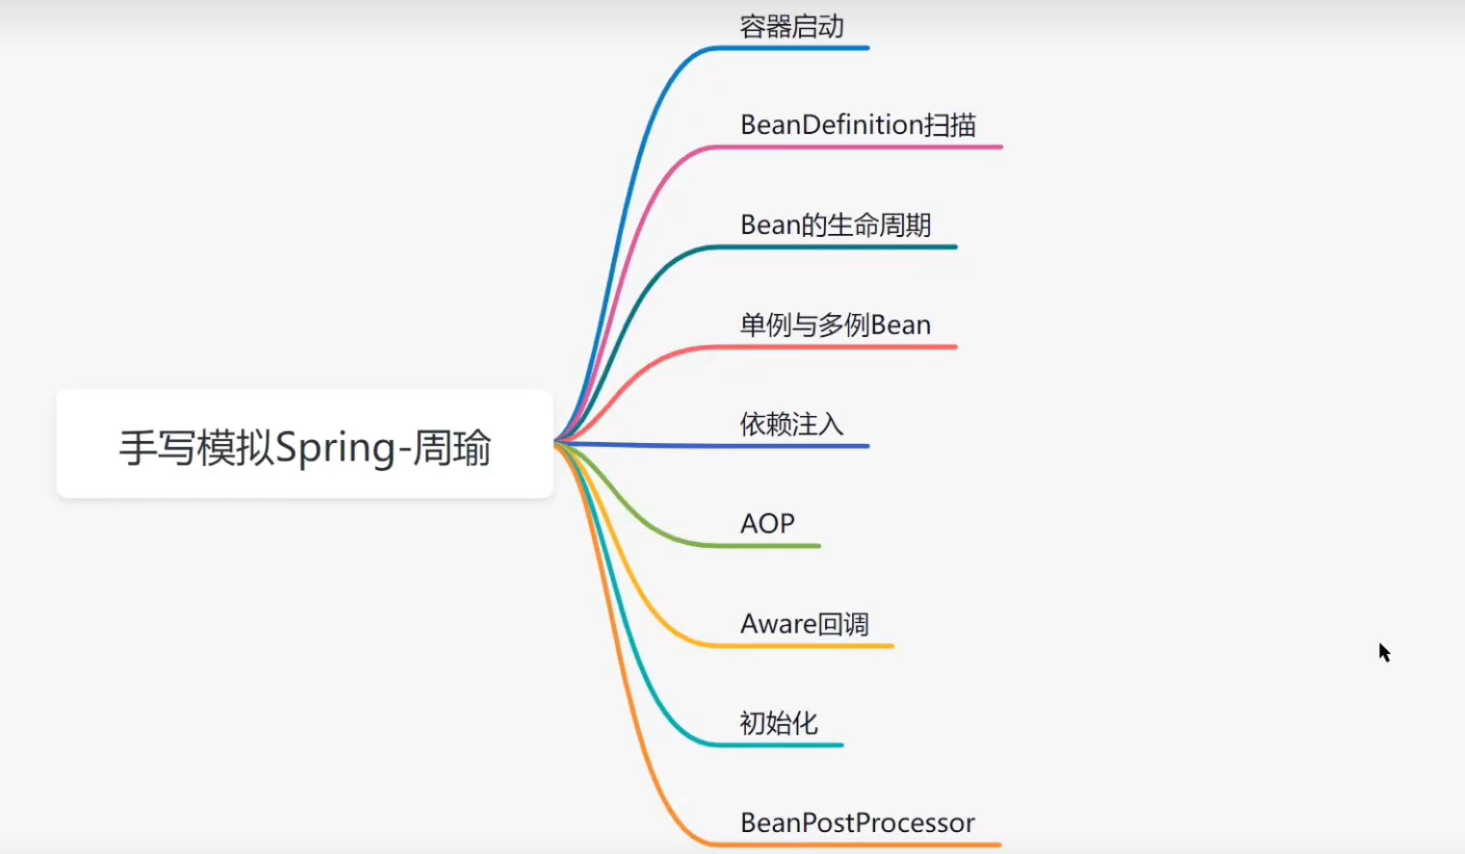 容器启动
BeanDefinition扫描
Bean的生命周期
单例与多例Bean
依赖注入
手写模拟Spring-周瑜
AOP
Aware回调
初始化
BeanPostProcessor